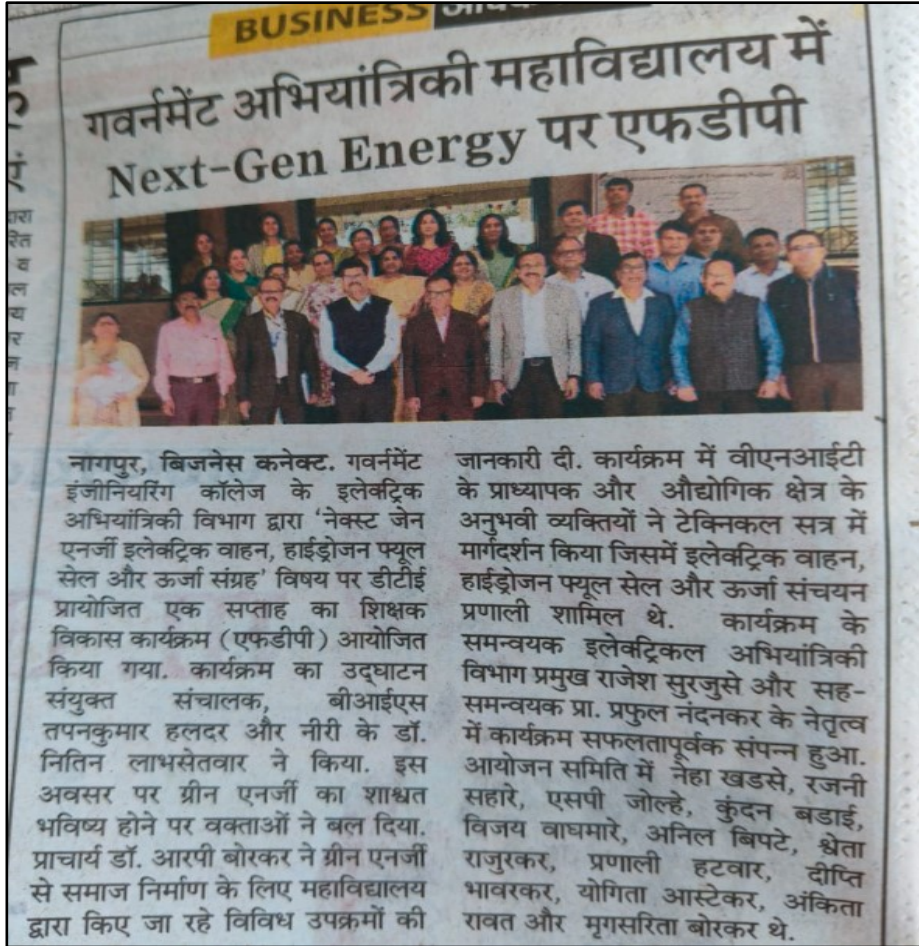 BUSINESS
गवर्नमेंट अभियांत्रिकी महाविद्यालय में
Next-Gen Energy पर एफडीपी
नागपुर, बिजनेस कनेक्ट. गवर्नमेंट
इंजीनियरिंग कॉलेज के इलेक्ट्रिक
अभियांत्रिकी विभाग द्वारा 'नेक्स्ट जेन
एनर्जी इलेक्ट्रिक वाहन, हाईड्रोजन फ्यूल
सेल और ऊर्जा संग्रह' विषय पर डीटीई
प्रायोजित एक सप्ताह का शिक्षक
विकास कार्यक्रम (एफडीपी) आयोजित
किया गया. कार्यक्रम का उद्घाटन
संयुक्त संचालक, बीआईएस
तपनकुमार हलदर और नीरी के डॉ.
नितिन लाभसेतवार ने किया. इस
अवसर पर ग्रीन एनर्जी का शाश्वत
भविष्य होने पर वक्ताओं ने बल दिया.
प्राचार्य डॉ. आरपी बोरकर ने ग्रीन एनर्जी
से समाज निर्माण के लिए महाविद्यालय
द्वारा किए जा रहे विविध उपक्रमों की
जानकारी दी. कार्यक्रम में वीएनआईटी
के प्राध्यापक और औद्योगिक क्षेत्र के
अनुभवी व्यक्तियों ने टेक्निकल सत्र में
मार्गदर्शन किया जिसमें इलेक्ट्रिक वाहन,
हाईड्रोजन फ्यूल सेल और ऊर्जा संचयन
प्रणाली शामिल थे. कार्यक्रम के
समन्वयक इलेक्ट्रिकल अभियांत्रिकी
विभाग प्रमुख राजेश सुरजुसे और सह-
समन्वयक प्रा. प्रफुल नंदनकर के नेतृत्व
में कार्यक्रम सफलतापूर्वक संपन्न हुआ.
आयोजन समिति में नेहा खडसे, रजनी
सहारे, एसपी जोल्हे, कुंदन बडाई,
विजय वाघमारे, अनिल बिपटे, श्वेता
राजुरकर, प्रणाली हटवार, दीप्ति
भावरकर, योगिता आस्टेकर, अंकिता
रावत और मृगसरिता बोरकर थे.